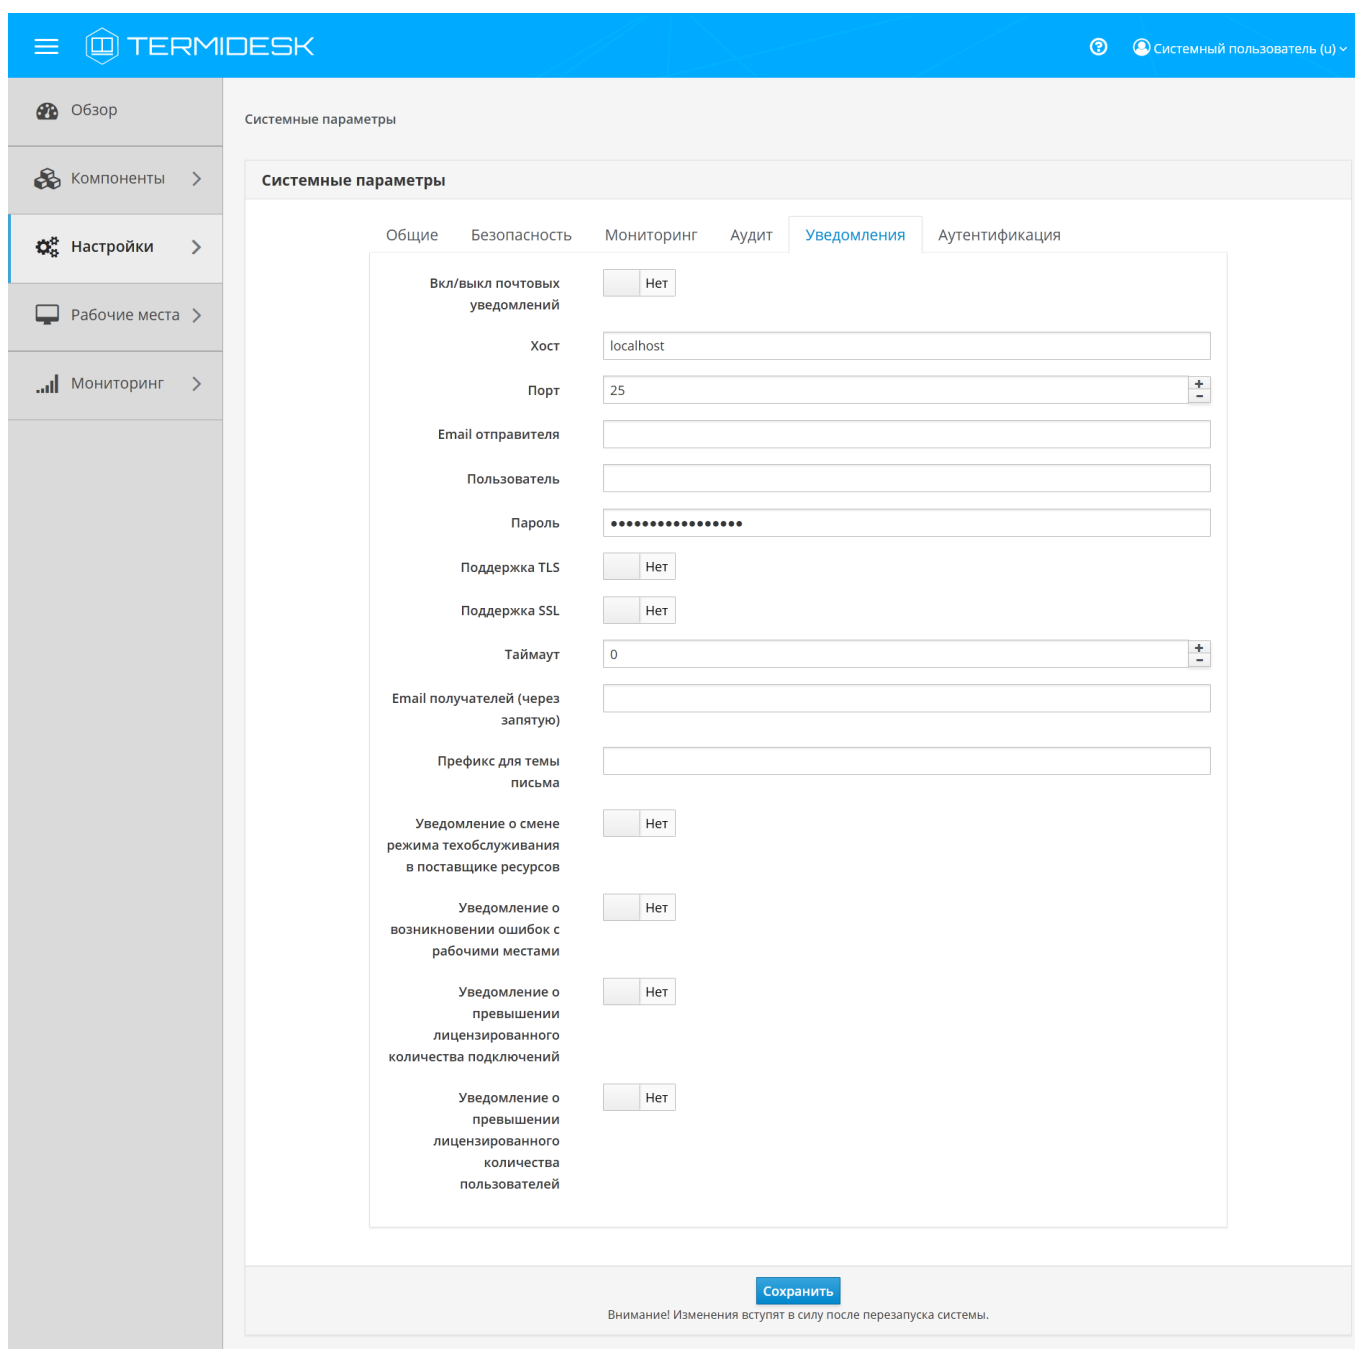 TERMIDESK
Системный пользователь (u)
Обзор
Компоненты
Настройки
Рабочие места
Мониторинг
Системные параметры
Системные параметры
Общие Безопасность Мониторинг Аудит Уведомления Аутентификация
Вкл/выкл почтовых
уведомлений
Нет
Хост
localhost
Порт
25
Email отправителя
Пользователь
Пароль
•••••••••••••••••
Поддержка TLS
Нет
Поддержка SSL
Нет
Таймаут
0
Email получателей (через
запятую)
Префикс для темы
письма
Уведомление о смене
режима техобслуживания
в поставщике ресурсов
Нет
Уведомление о
возникновении ошибок с
рабочими местами
Нет
Уведомление о
превышении
лицензированного
количества подключений
Нет
Уведомление о
превышении
лицензированного
количества
пользователей
Нет
Сохранить
Внимание! Изменения вступят в силу после перезапуска системы.